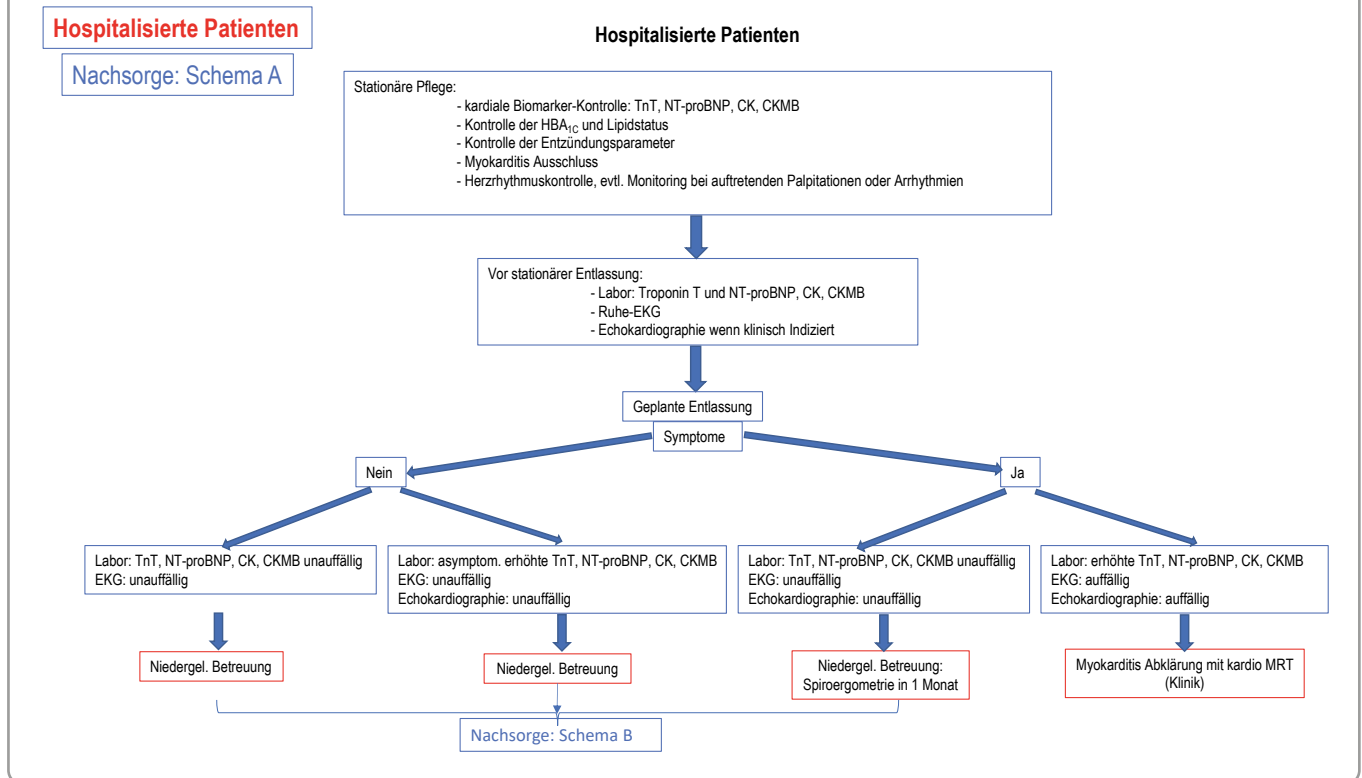 Hospitalisierte Patienten
Nachsorge: Schema A
Hospitalisierte Patienten
Stationäre Pflege:
- kardiale Biomarker-Kontrolle: TnT, NT-proBNP, CK, CKMB
- Kontrolle der HBA1C und Lipidstatus
- Kontrolle der Entzündungsparameter
- Myokarditis Ausschluss
- Herzrhythmuskontrolle, evtl. Monitoring bei auftretenden Palpitationen oder Arrhythmien
Vor stationärer Entlassung:
- Labor: Troponin T und NT-proBNP, CK, CKMB
- Ruhe-EKG
- Echokardiographie wenn klinisch Indiziert
Geplante Entlassung
Symptome
Nein
Ja
Labor: TnT, NT-proBNP, CK, CKMB unauffällig
EKG: unauffällig
Labor: asymptom. erhöhte TnT, NT-proBNP, CK, CKMB
EKG: unauffällig
Echokardiographie: unauffällig
Labor: TnT, NT-proBNP, CK, CKMB unauffällig
EKG: unauffällig
Echokardiographie: unauffällig
Labor: erhöhte TnT, NT-proBNP, CK, CKMB
EKG: auffällig
Echokardiographie: auffällig
Niedergel. Betreuung
Niedergel. Betreuung
Niedergel. Betreuung:
Spiroergometrie in 1 Monat
Myokarditis Abklärung mit kardio MRT
(Klinik)
Nachsorge: Schema B